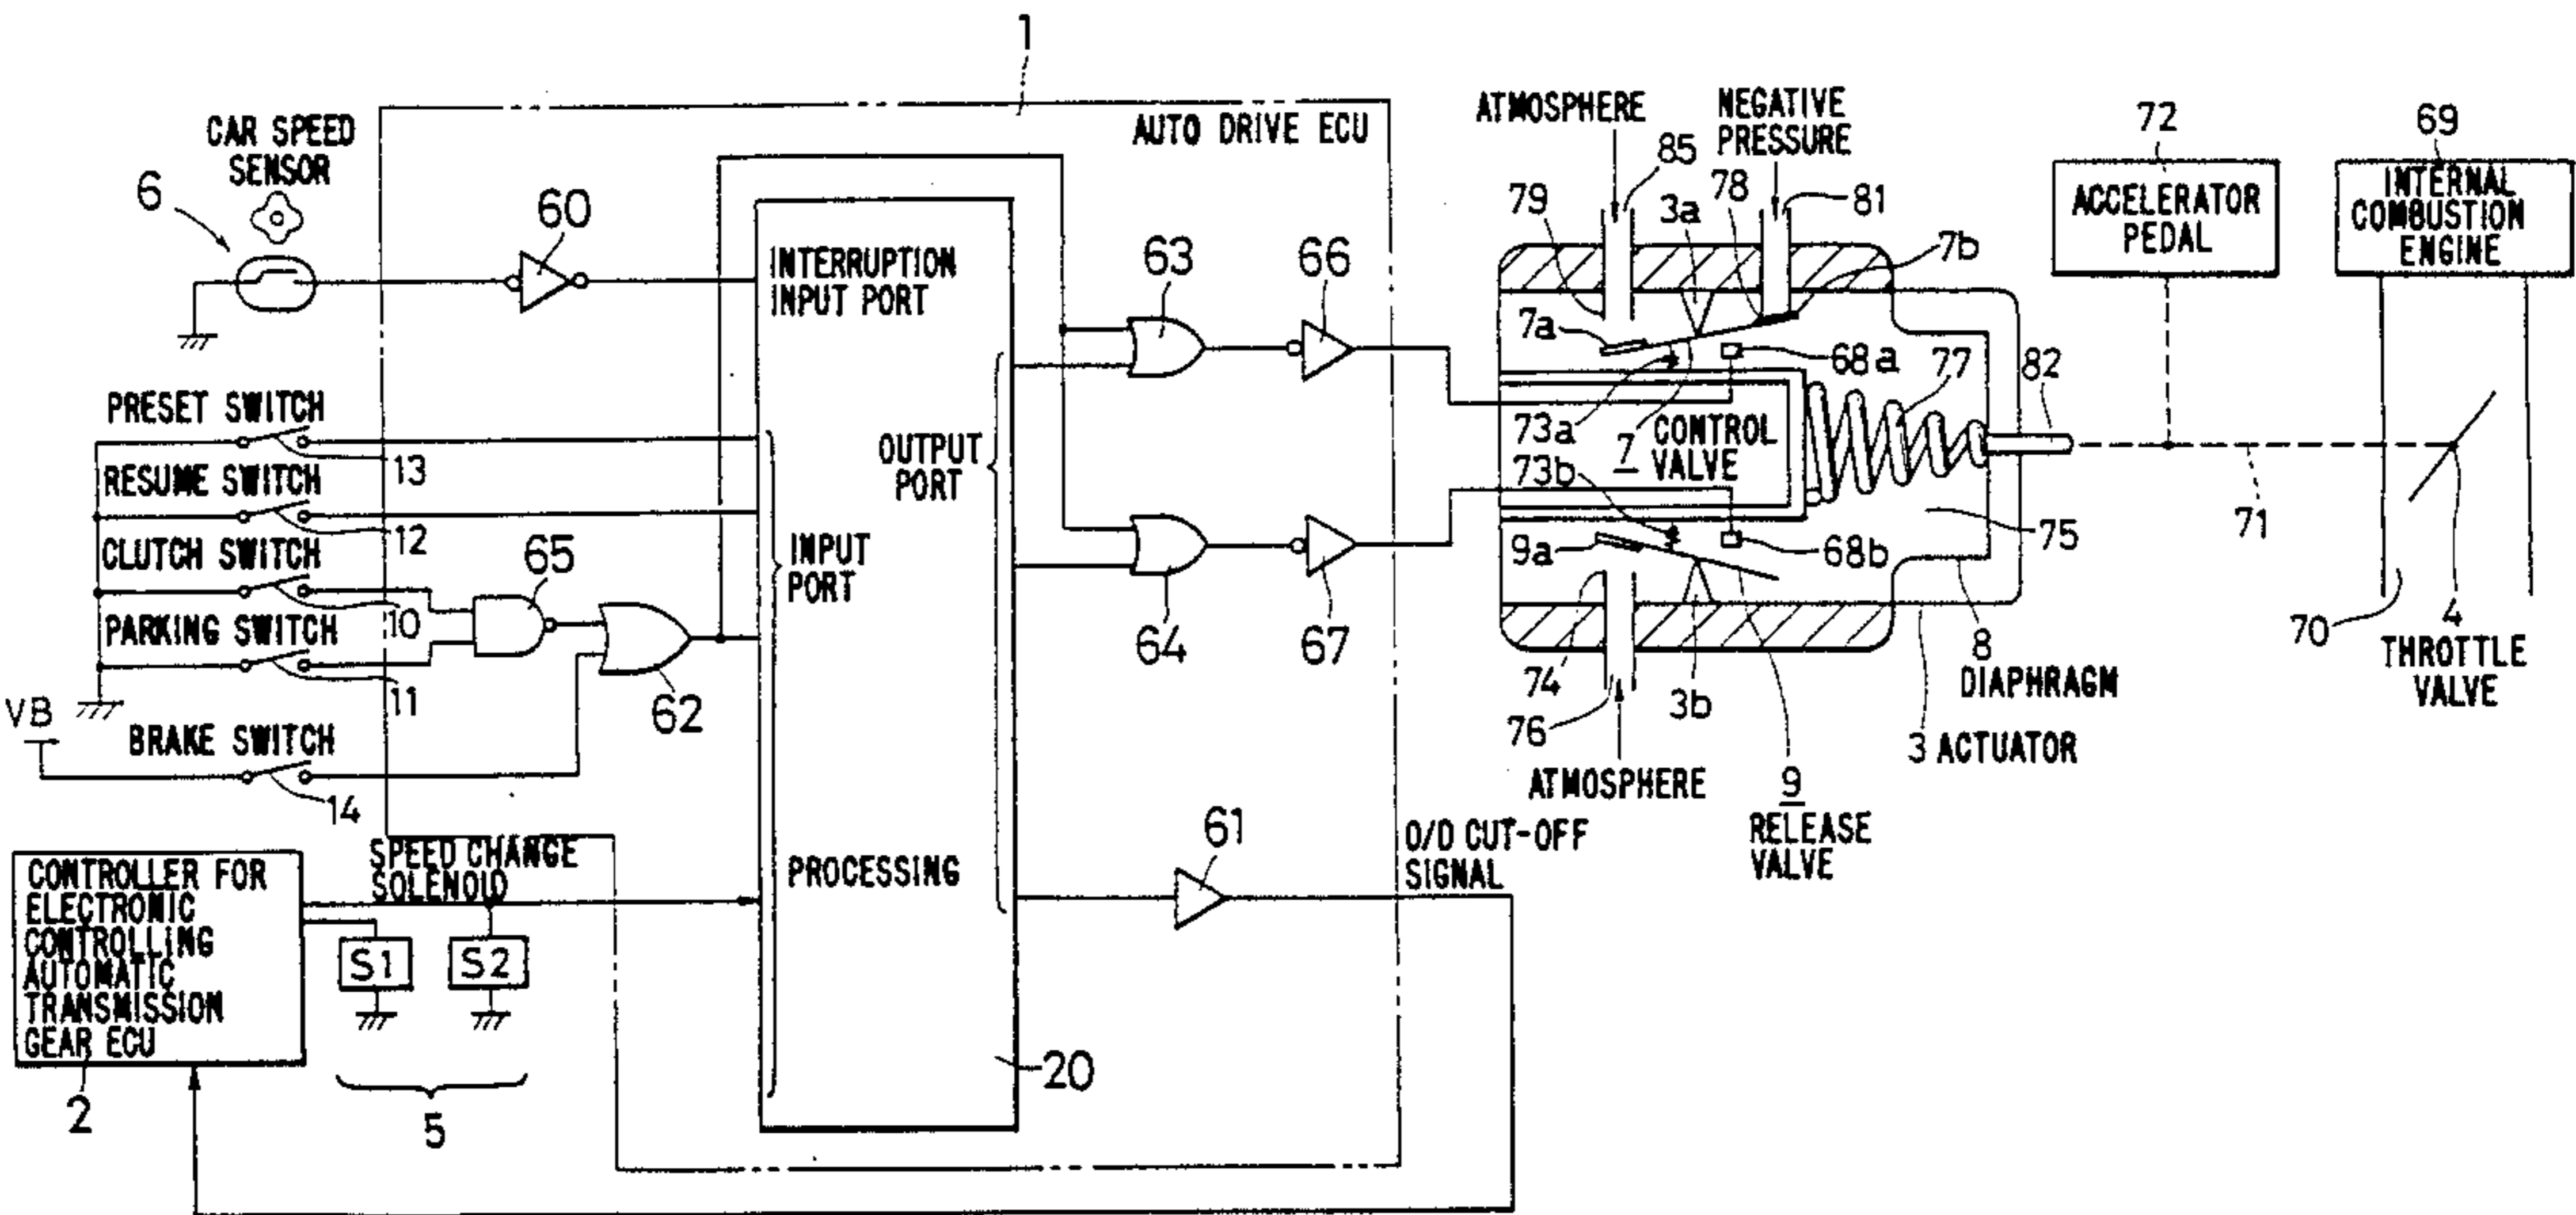 1
AUTO DRIVE ECU
CAR SPEED
SENSOR
6
60
INTERRUPTION
INPUT PORT
63
66
PRESET SWITCH
13
RESUME SWITCH
12
CLUTCH SWITCH
10
PARKING SWITCH
11
65
62
INPUT
PORT
OUTPUT
PORT
64
67
VB
BRAKE SWITCH
14
SPEED CHANGE
SOLENOID
PROCESSING
61
O/D CUT-OFF
SIGNAL
CONTROLLER FOR
ELECTRONIC
CONTROLLING
AUTOMATIC
TRANSMISSION
GEAR ECU
2
S1
S2
5
20
ATMOSPHERE
85
NEGATIVE
PRESSURE
79
3a
78
81
7b
7a
68a
77
73a
7
CONTROL
VALVE
73b
9a
68b
75
82
74
76
3b
ATMOSPHERE
9
RELEASE
VALVE
8
DIAPHRAGM
3 ACTUATOR
72
ACCELERATOR
PEDAL
71
69
INTERNAL
COMBUSTION
ENGINE
70
4
THROTTLE
VALVE